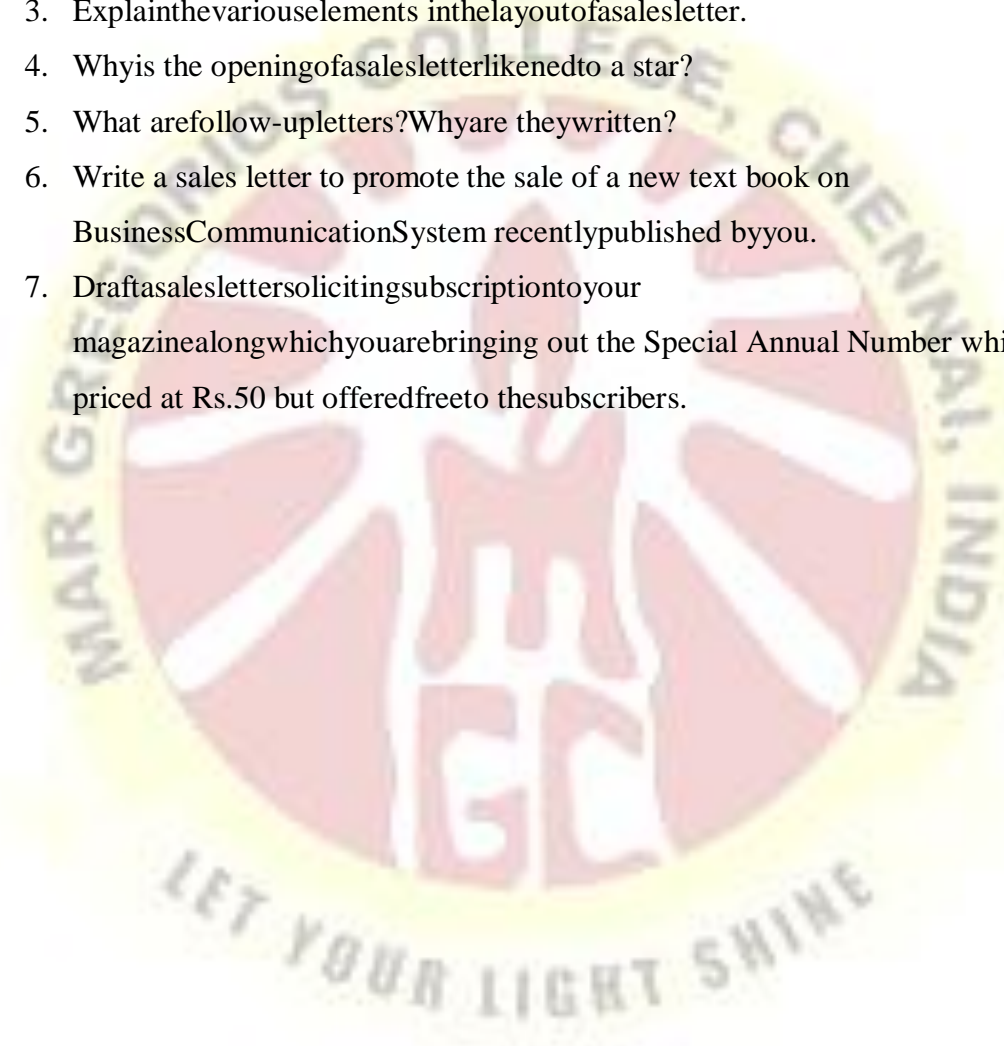 3. Explainthevariouselements inthelayoutofasalesletter.
4. Whyis the openingofasalesletterlikenedto a star?
5. What arefollow-upletters?Whyare theywritten?
6. Write a sales letter to promote the sale of a new text book on
BusinessCommunicationSystem recentlypublished byyou.
7. Draftasaleslettersolicitingsubscriptiontoyour
magazinealongwhichyouarebringing out the Special Annual Number whi
priced at Rs.50 but offeredfreeto thesubscribers.
MAR GREGORIOS COLLEGE, CHENNAI, INDIA
MGC
LET YOUR LIGHT SHINE